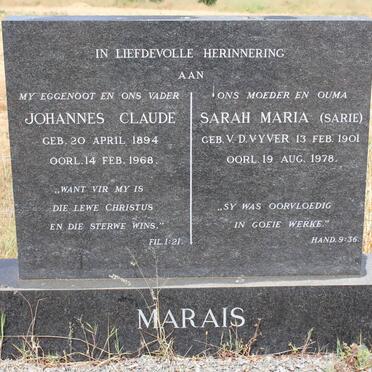 IN LIEFDEVOLLE HERINNERING
AAN
MY EGGENOOT EN ONS VADER
JOHANNES CLAUDE
GEB. 20 APRIL 1894
OORL. 14 FEB. 1968.
„WANT VIR MY IS
DIE LEWE CHRISTUS
EN DIE STERWE WINS.”
FIL. 1:21.
ONS MOEDER EN OUMA
SARAH MARIA (SARIE)
GEB. V.D. VYVER 13 FEB. 1901
OORL. 19 AUG. 1978.
„SY WAS OORVLOEDIG
IN GOEIE WERKE.”
HAND. 9:36.
MARAIS